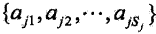 {a_{j1}, a_{j2}, ⋯, a_{jS_j}}